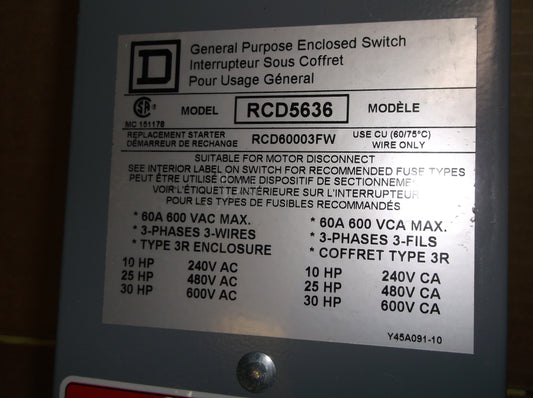 D
General Purpose Enclosed Switch
Interrupteur Sous Coffret
Pour Usage Général
MC 151178
MODEL RCD5636 MODÈLE
REPLACEMENT STARTER
DÉMARREUR DE RECHANGE
RCD60003FW
USE CU (60/75°C)
WIRE ONLY
SUITABLE FOR MOTOR DISCONNECT
SEE INTERIOR LABEL ON SWITCH FOR RECOMMENDED FUSE TYPES
PEUT ÊTRE UTILISÉ COMME DISPOSITIF DE SECTIONNEMENT
VOIR L'ÉTIQUETTE INTÉRIEURE SUR L'INTERRUPTEUR
POUR LES TYPES DE FUSIBLES RECOMMANDÉS
* 60A 600 VAC MAX.
* 3-PHASES 3-WIRES
* TYPE 3R ENCLOSURE
10 HP 240V AC
25 HP 480V AC
30 HP 600V AC
* 60A 600 VCA MAX.
* 3-PHASES 3-FILS
* COFFRET TYPE 3R
10 HP 240V CA
25 HP 480V CA
30 HP 600V CA
Y45A091-10